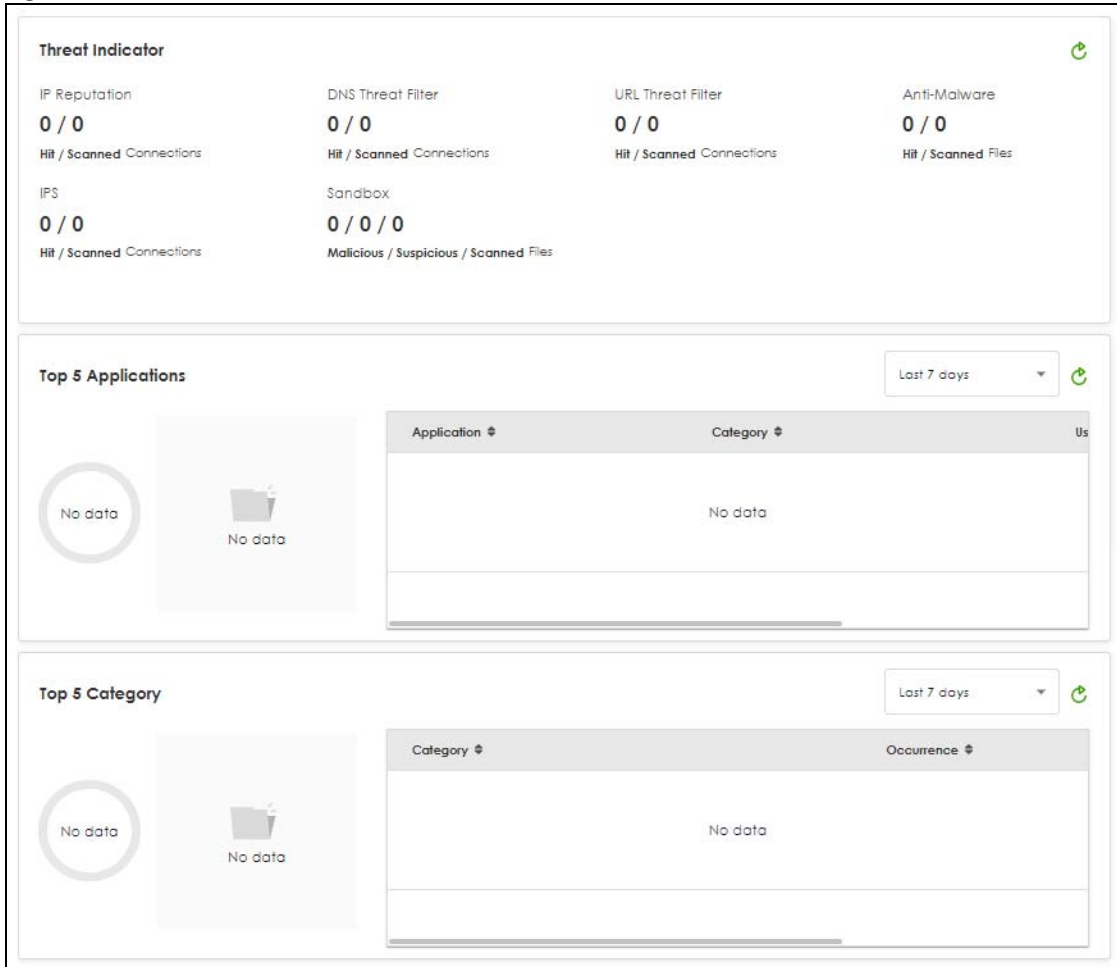 Threat Indicator
IP Reputation
0 / 0
Hit / Scanned Connections
DNS Threat Filter
0 / 0
Hit / Scanned Connections
URL Threat Filter
0 / 0
Hit / Scanned Connections
Anti-Malware
0 / 0
Hit / Scanned Files
IPS
0 / 0
Hit / Scanned Connections
Sandbox
0 / 0 / 0
Malicious / Suspicious / Scanned Files
Top 5 Applications
Last 7 days
No data
No data
Application Category Us
No data
Top 5 Category
Last 7 days
No data
No data
Category Occurrence
No data